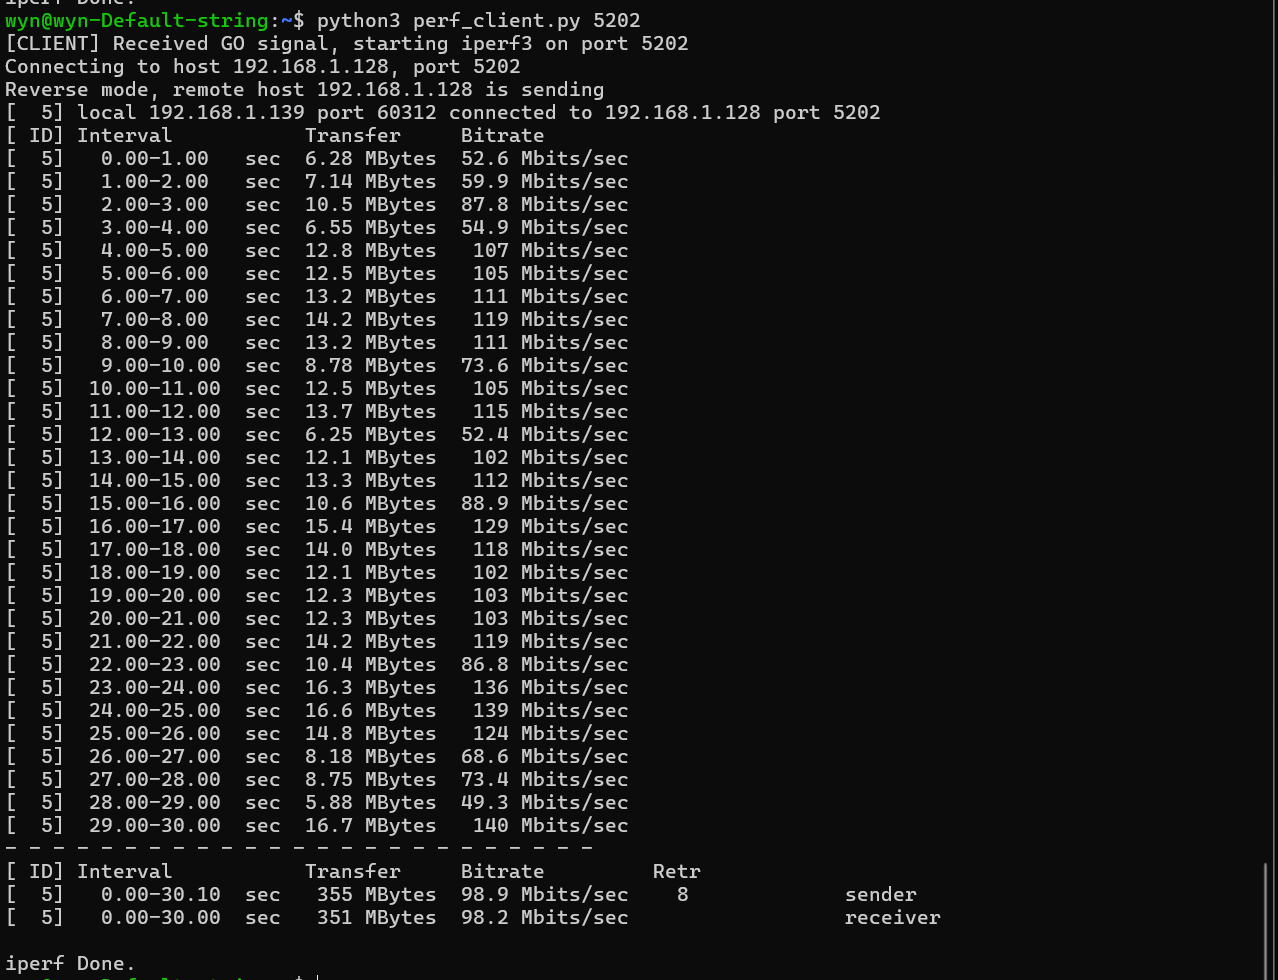 iperf Done.
wyn@wyn-Default-string:~$ python3 perf_client.py 5202
[CLIENT] Received GO signal, starting iperf3 on port 5202
Connecting to host 192.168.1.128, port 5202
Reverse mode, remote host 192.168.1.128 is sending
[  5] local 192.168.1.139 port 60312 connected to 192.168.1.128 port 5202
[ ID] Interval           Transfer     Bitrate
[  5]   0.00-1.00   sec  6.28 MBytes  52.6 Mbits/sec
[  5]   1.00-2.00   sec  7.14 MBytes  59.9 Mbits/sec
[  5]   2.00-3.00   sec  10.5 MBytes  87.8 Mbits/sec
[  5]   3.00-4.00   sec  6.55 MBytes  54.9 Mbits/sec
[  5]   4.00-5.00   sec  12.8 MBytes   107 Mbits/sec
[  5]   5.00-6.00   sec  12.5 MBytes   105 Mbits/sec
[  5]   6.00-7.00   sec  13.2 MBytes   111 Mbits/sec
[  5]   7.00-8.00   sec  14.2 MBytes   119 Mbits/sec
[  5]   8.00-9.00   sec  13.2 MBytes   111 Mbits/sec
[  5]   9.00-10.00  sec  8.78 MBytes  73.6 Mbits/sec
[  5]  10.00-11.00  sec  12.5 MBytes   105 Mbits/sec
[  5]  11.00-12.00  sec  13.7 MBytes   115 Mbits/sec
[  5]  12.00-13.00  sec  6.25 MBytes  52.4 Mbits/sec
[  5]  13.00-14.00  sec  12.1 MBytes   102 Mbits/sec
[  5]  14.00-15.00  sec  13.3 MBytes   112 Mbits/sec
[  5]  15.00-16.00  sec  10.6 MBytes  88.9 Mbits/sec
[  5]  16.00-17.00  sec  15.4 MBytes   129 Mbits/sec
[  5]  17.00-18.00  sec  14.0 MBytes   118 Mbits/sec
[  5]  18.00-19.00  sec  12.1 MBytes   102 Mbits/sec
[  5]  19.00-20.00  sec  12.3 MBytes   103 Mbits/sec
[  5]  20.00-21.00  sec  12.3 MBytes   103 Mbits/sec
[  5]  21.00-22.00  sec  14.2 MBytes   119 Mbits/sec
[  5]  22.00-23.00  sec  10.4 MBytes  86.8 Mbits/sec
[  5]  23.00-24.00  sec  16.3 MBytes   136 Mbits/sec
[  5]  24.00-25.00  sec  16.6 MBytes   139 Mbits/sec
[  5]  25.00-26.00  sec  14.8 MBytes   124 Mbits/sec
[  5]  26.00-27.00  sec  8.18 MBytes  68.6 Mbits/sec
[  5]  27.00-28.00  sec  8.75 MBytes  73.4 Mbits/sec
[  5]  28.00-29.00  sec  5.88 MBytes  49.3 Mbits/sec
[  5]  29.00-30.00  sec  16.7 MBytes   140 Mbits/sec
- - - - - - - - - - - - - - - - - - - - - - - - -
[ ID] Interval           Transfer     Bitrate         Retr
[  5]   0.00-30.10  sec   355 MBytes  98.9 Mbits/sec    8             sender
[  5]   0.00-30.00  sec   351 MBytes  98.2 Mbits/sec                  receiver

iperf Done.